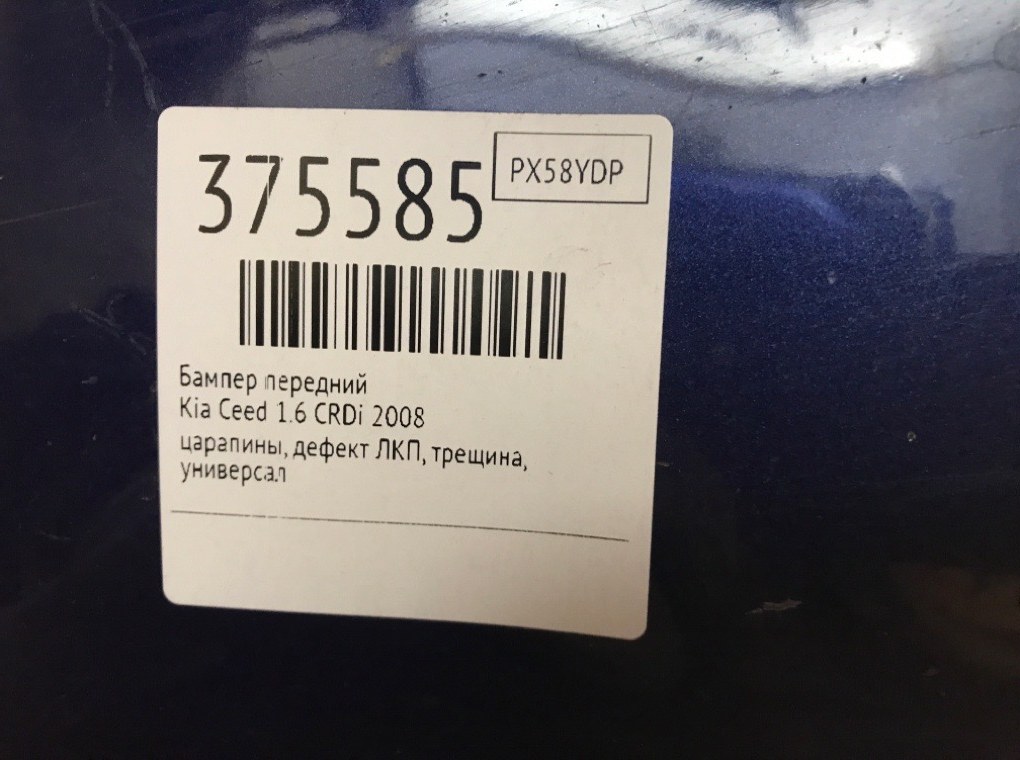 375585
PX58YDP
Бампер передний
Kia Ceed 1.6 CRDi 2008
царапины, дефект ЛКП, трещина,
универсал